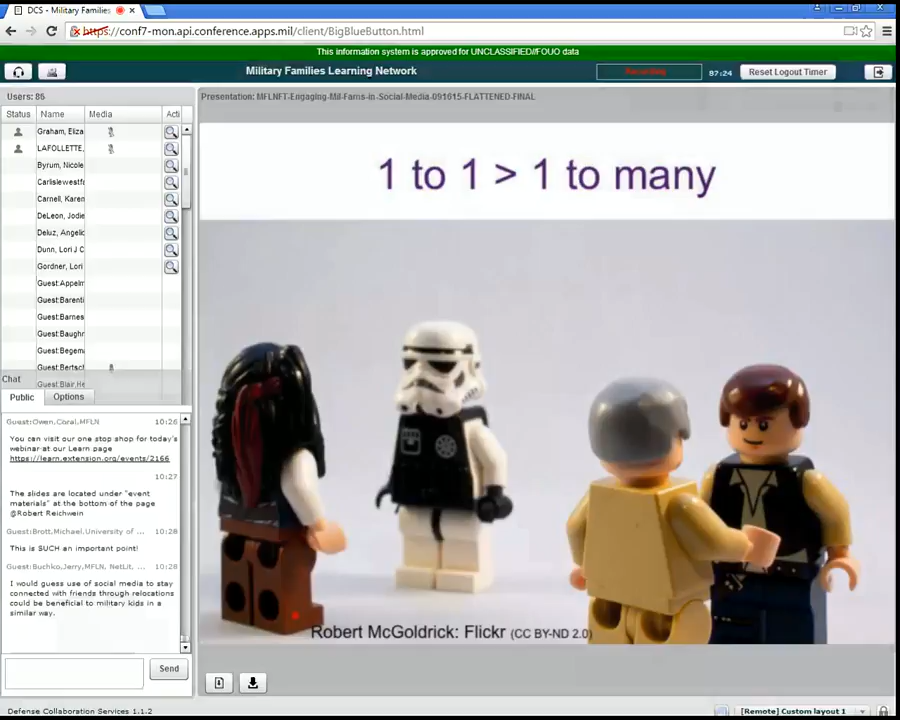 DCS - Military Families
https://conf7-mon.api.conference.apps.mil/client/BigBlueButton.html
This information system is approved for UNCLASSIFIED//FOUO data
Military Families Learning Network
Recording
87:24
Reset Logout Timer
Users: 86
Presentation: MFLNFT-Engaging-Mil-Fams-in-Social-Media-091615-FLATTENED-FINAL
Status Name Media Acti
Graham, Eliza
LAFOLLETTE,
Byrum, Nicole
Carlislewestf
Carnell, Karen
DeLeon, Jodie
Deluz, Angelic
Dunn, Lori J C
Gordner, Lori
Guest:Appelm
Guest:Barenti
Guest:Barnes
Guest:Baughn
Guest:Begema
Guest:Bertsch
Guest:Blair,He
Chat
Public Options
Guest:Owen,Coral,MFLN 10:26
You can visit our one stop shop for today's
webinar at our Learn page
https://learn.extension.org/events/2166
10:27
The slides are located under "event
materials" at the bottom of the page
@Robert Reichwein
Guest:Brott,Michael,University of ... 10:28
This is SUCH an important point!
Guest:Buchko,Jerry,MFLN, NetLit, ... 10:28
I would guess use of social media to stay
connected with friends through relocations
could be beneficial to military kids in a
similar way.
Send
1 to 1 > 1 to many
Robert McGoldrick: Flickr (CC BY-ND 2.0)
Defense Collaboration Services 1.1.2
[Remote] Custom layout 1